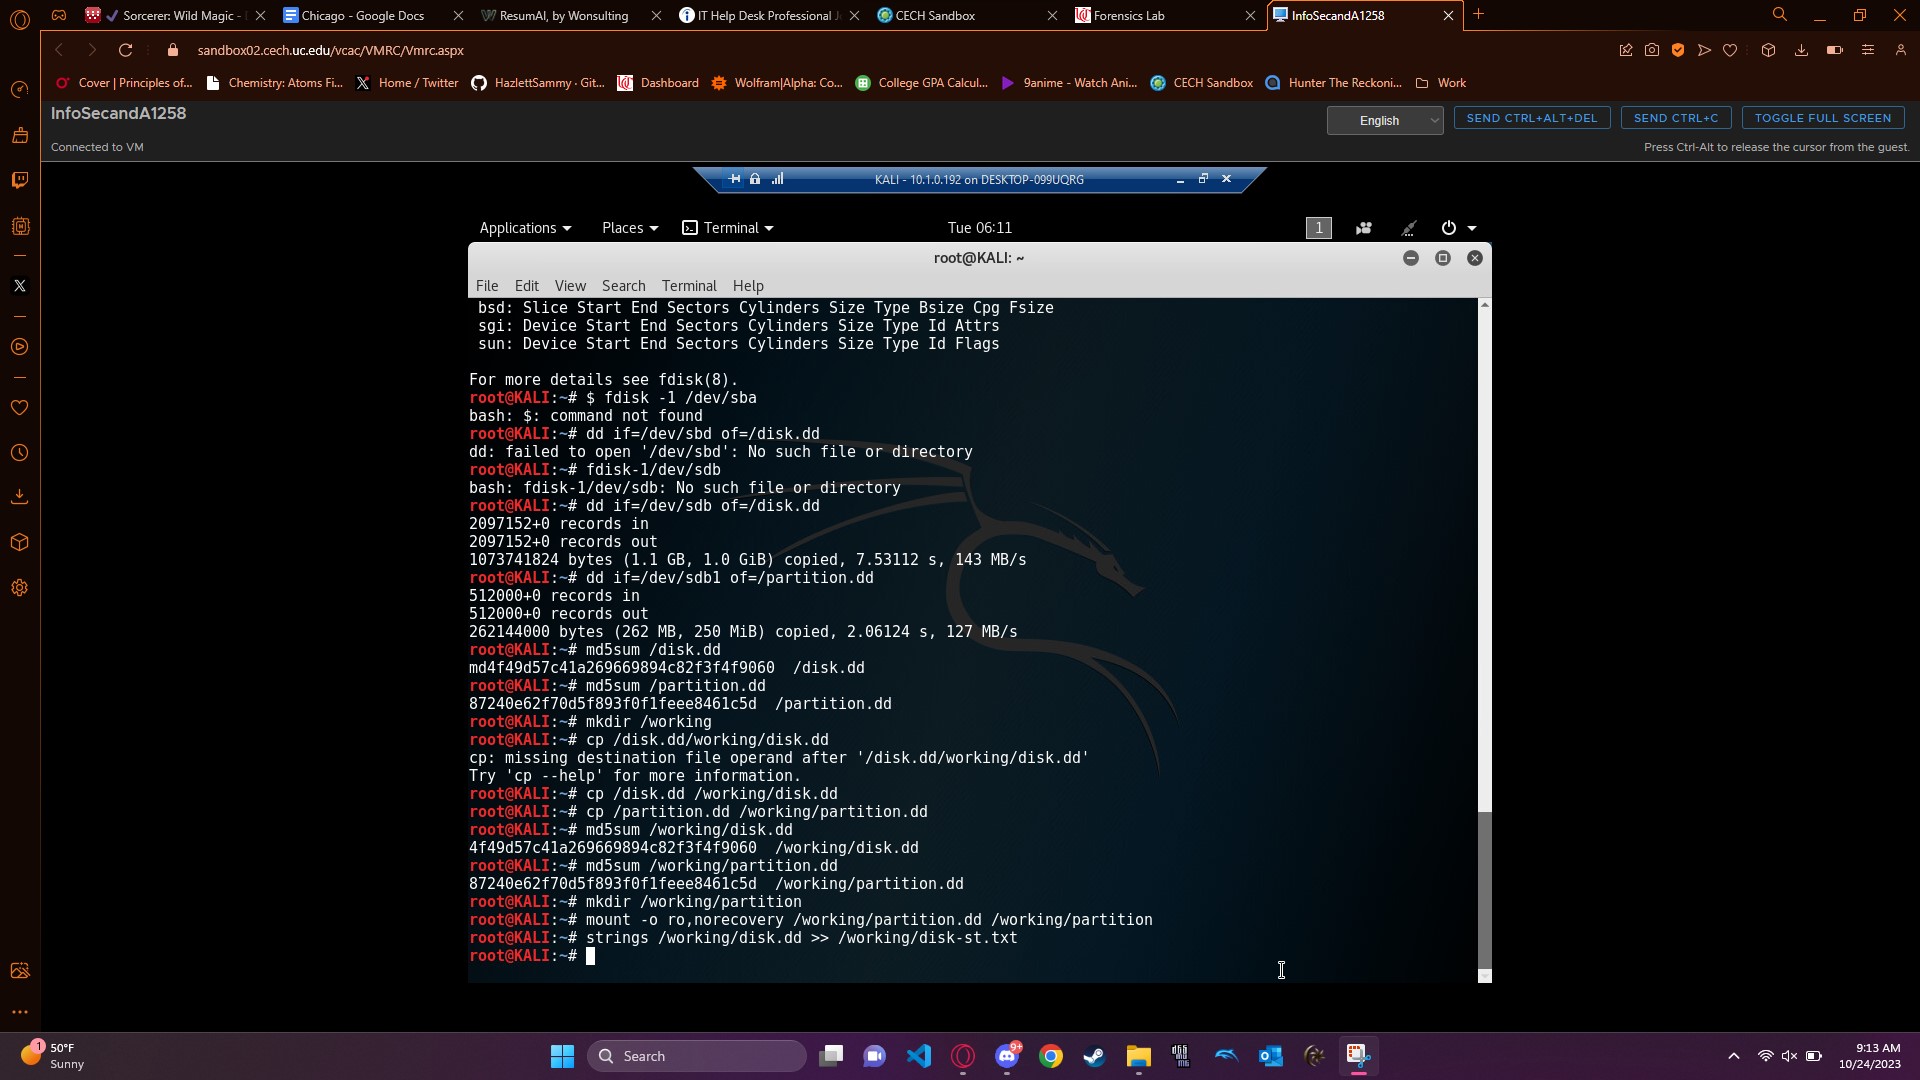 Sorcerer: Wild Magic -
Chicago - Google Docs
ResumAI, by Wonsulting
IT Help Desk Professional
CECH Sandbox
Forensics Lab
InfoSecandA1258
sandbox02.cech.uc.edu/vcac/VMRC/Vmrc.aspx
Cover | Principles of...
Chemistry: Atoms Fi...
Home / Twitter
HazlettSammy · Git...
Dashboard
Wolfram|Alpha: Co...
College GPA Calcul...
9anime - Watch Ani...
CECH Sandbox
Hunter The Reckoni...
Work
InfoSecandA1258
English
SEND CTRL+ALT+DEL
SEND CTRL+C
TOGGLE FULL SCREEN
Connected to VM
Press Ctrl-Alt to release the cursor from the guest.
KALI - 10.1.0.192 on DESKTOP-099UQRG
Applications
Places
Terminal
Tue 06:11
1
root@KALI: ~
File Edit View Search Terminal Help
bsd: Slice Start End Sectors Cylinders Size Type Bsize Cpg Fsize
sgi: Device Start End Sectors Cylinders Size Type Id Attrs
sun: Device Start End Sectors Cylinders Size Type Id Flags
For more details see fdisk(8).
root@KALI:~# $ fdisk -1 /dev/sba
bash: $: command not found
root@KALI:~# dd if=/dev/sbd of=/disk.dd
dd: failed to open '/dev/sbd': No such file or directory
root@KALI:~# fdisk-1/dev/sdb
bash: fdisk-1/dev/sdb: No such file or directory
root@KALI:~# dd if=/dev/sdb of=/disk.dd
2097152+0 records in
2097152+0 records out
1073741824 bytes (1.1 GB, 1.0 GiB) copied, 7.53112 s, 143 MB/s
root@KALI:~# dd if=/dev/sdb1 of=/partition.dd
512000+0 records in
512000+0 records out
262144000 bytes (262 MB, 250 MiB) copied, 2.06124 s, 127 MB/s
root@KALI:~# md5sum /disk.dd
md4f49d57c41a269669894c82f3f4f9060  /disk.dd
root@KALI:~# md5sum /partition.dd
87240e62f70d5f893f0f1feee8461c5d  /partition.dd
root@KALI:~# mkdir /working
root@KALI:~# cp /disk.dd/working/disk.dd
cp: missing destination file operand after '/disk.dd/working/disk.dd'
Try 'cp --help' for more information.
root@KALI:~# cp /disk.dd /working/disk.dd
root@KALI:~# cp /partition.dd /working/partition.dd
root@KALI:~# md5sum /working/disk.dd
4f49d57c41a269669894c82f3f4f9060  /working/disk.dd
root@KALI:~# md5sum /working/partition.dd
87240e62f70d5f893f0f1feee8461c5d  /working/partition.dd
root@KALI:~# mkdir /working/partition
root@KALI:~# mount -o ro,norecovery /working/partition.dd /working/partition
root@KALI:~# strings /working/disk.dd >> /working/disk-st.txt
root@KALI:~#
1
50°F
Sunny
Search
9+
9:13 AM
10/24/2023